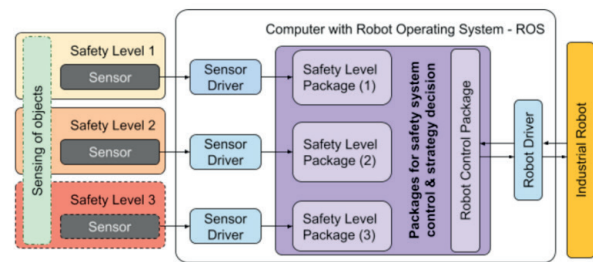 Computer with Robot Operating System - ROS
Sensing of objects
Safety Level 1
Sensor
Sensor
Driver
Safety Level
Package (1)
Safety Level 2
Sensor
Sensor
Driver
Safety Level
Package (2)
Safety Level 3
Sensor
Sensor
Driver
Safety Level
Package (3)
Packages for safety system
control & strategy decision
Robot Control Package
Robot Driver
Industrial Robot